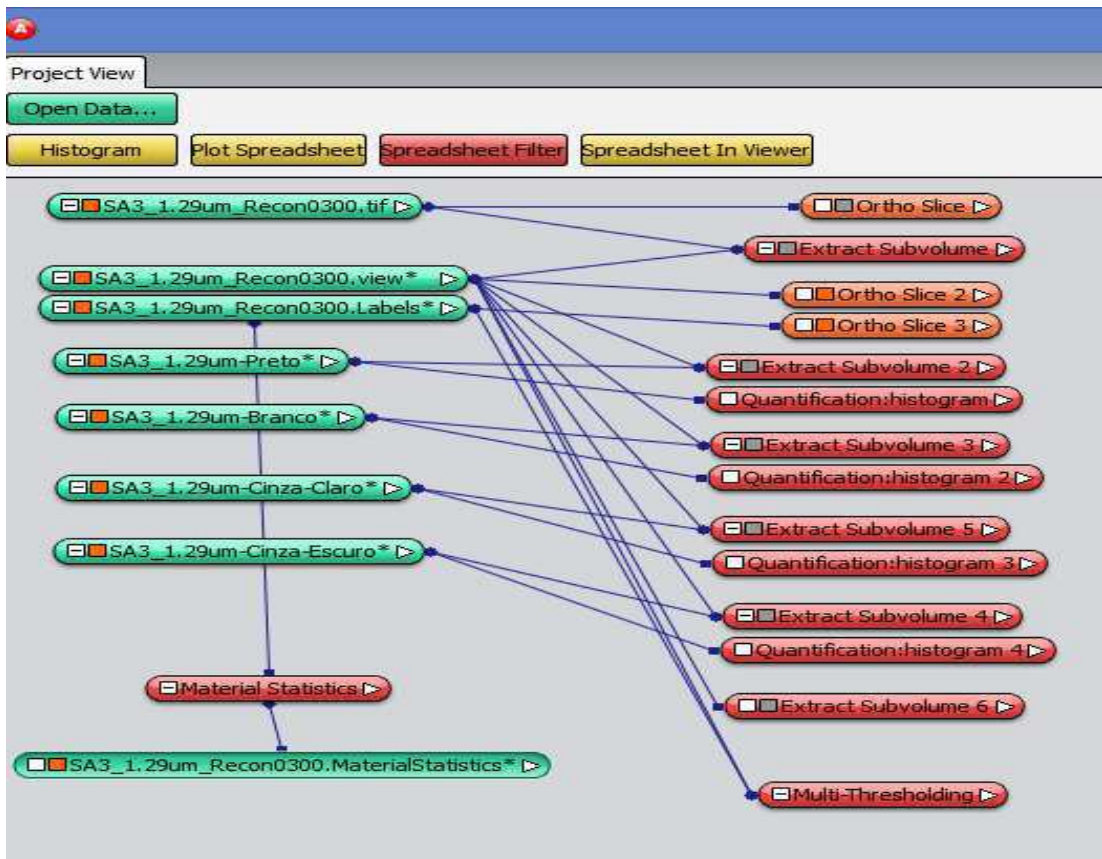 A
Project View
Open Data...
Histogram Plot Spreadsheet Spreadsheet Filter Spreadsheet In Viewer
SA3_1.29um_Recon0300.tif
Ortho Slice
Extract Subvolume
SA3_1.29um_Recon0300.view*
Ortho Slice 2
SA3_1.29um_Recon0300.Labels*
Ortho Slice 3
SA3_1.29um-Preto*
Extract Subvolume 2
Quantification:histogram
SA3_1.29um-Branco*
Extract Subvolume 3
Quantification:histogram 2
SA3_1.29um-Cinza-Claro*
Extract Subvolume 5
SA3_1.29um-Cinza-Escuro*
Quantification:histogram 3
Extract Subvolume 4
Quantification:histogram 4
Material Statistics
Extract Subvolume 6
SA3_1.29um_Recon0300.MaterialStatistics*
Multi-Thresholding